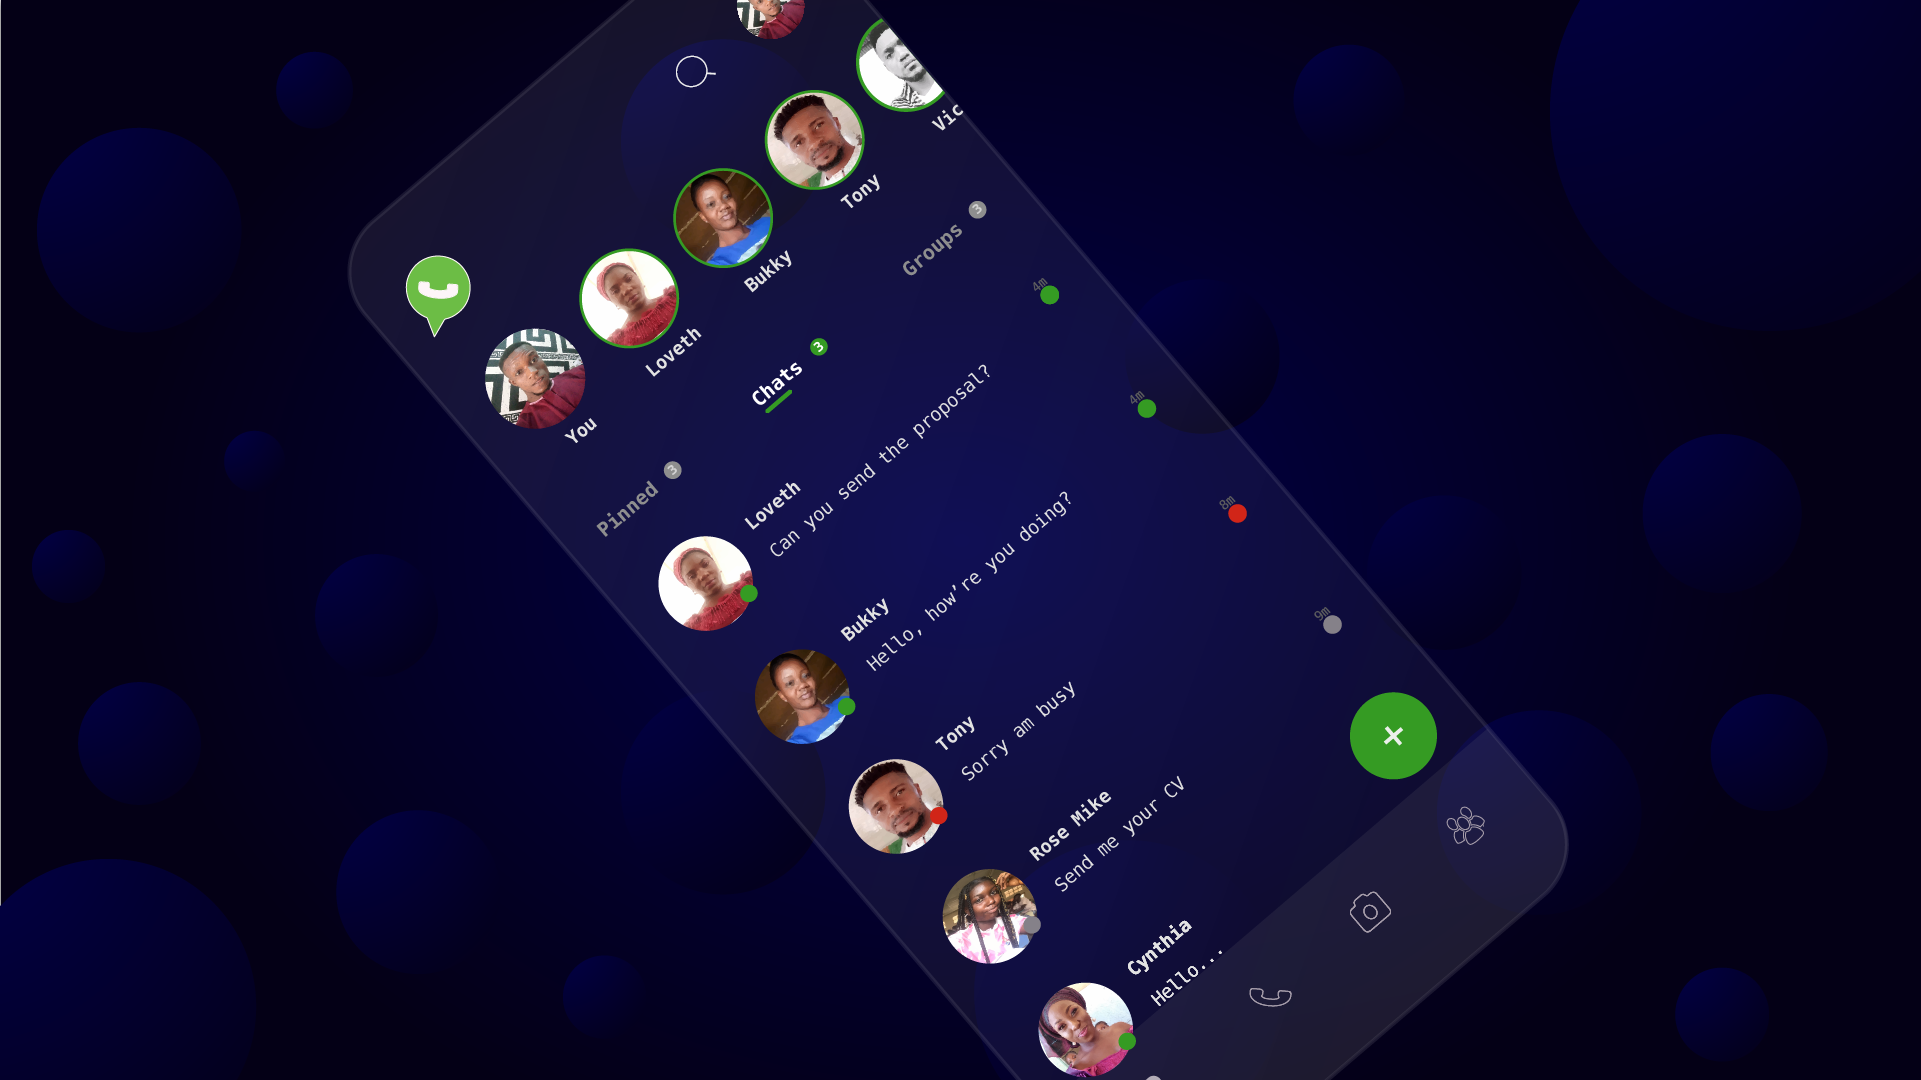 You
Loveth
Bukky
Tony
Vic
Pinned 3
Chats 3
Groups 3
Loveth
Can you send the proposal?
4m
Bukky
Hello, how're you doing?
4m
Tony
Sorry am busy
8m
Rose Mike
Send me your CV
9m
Cynthia
Hello...